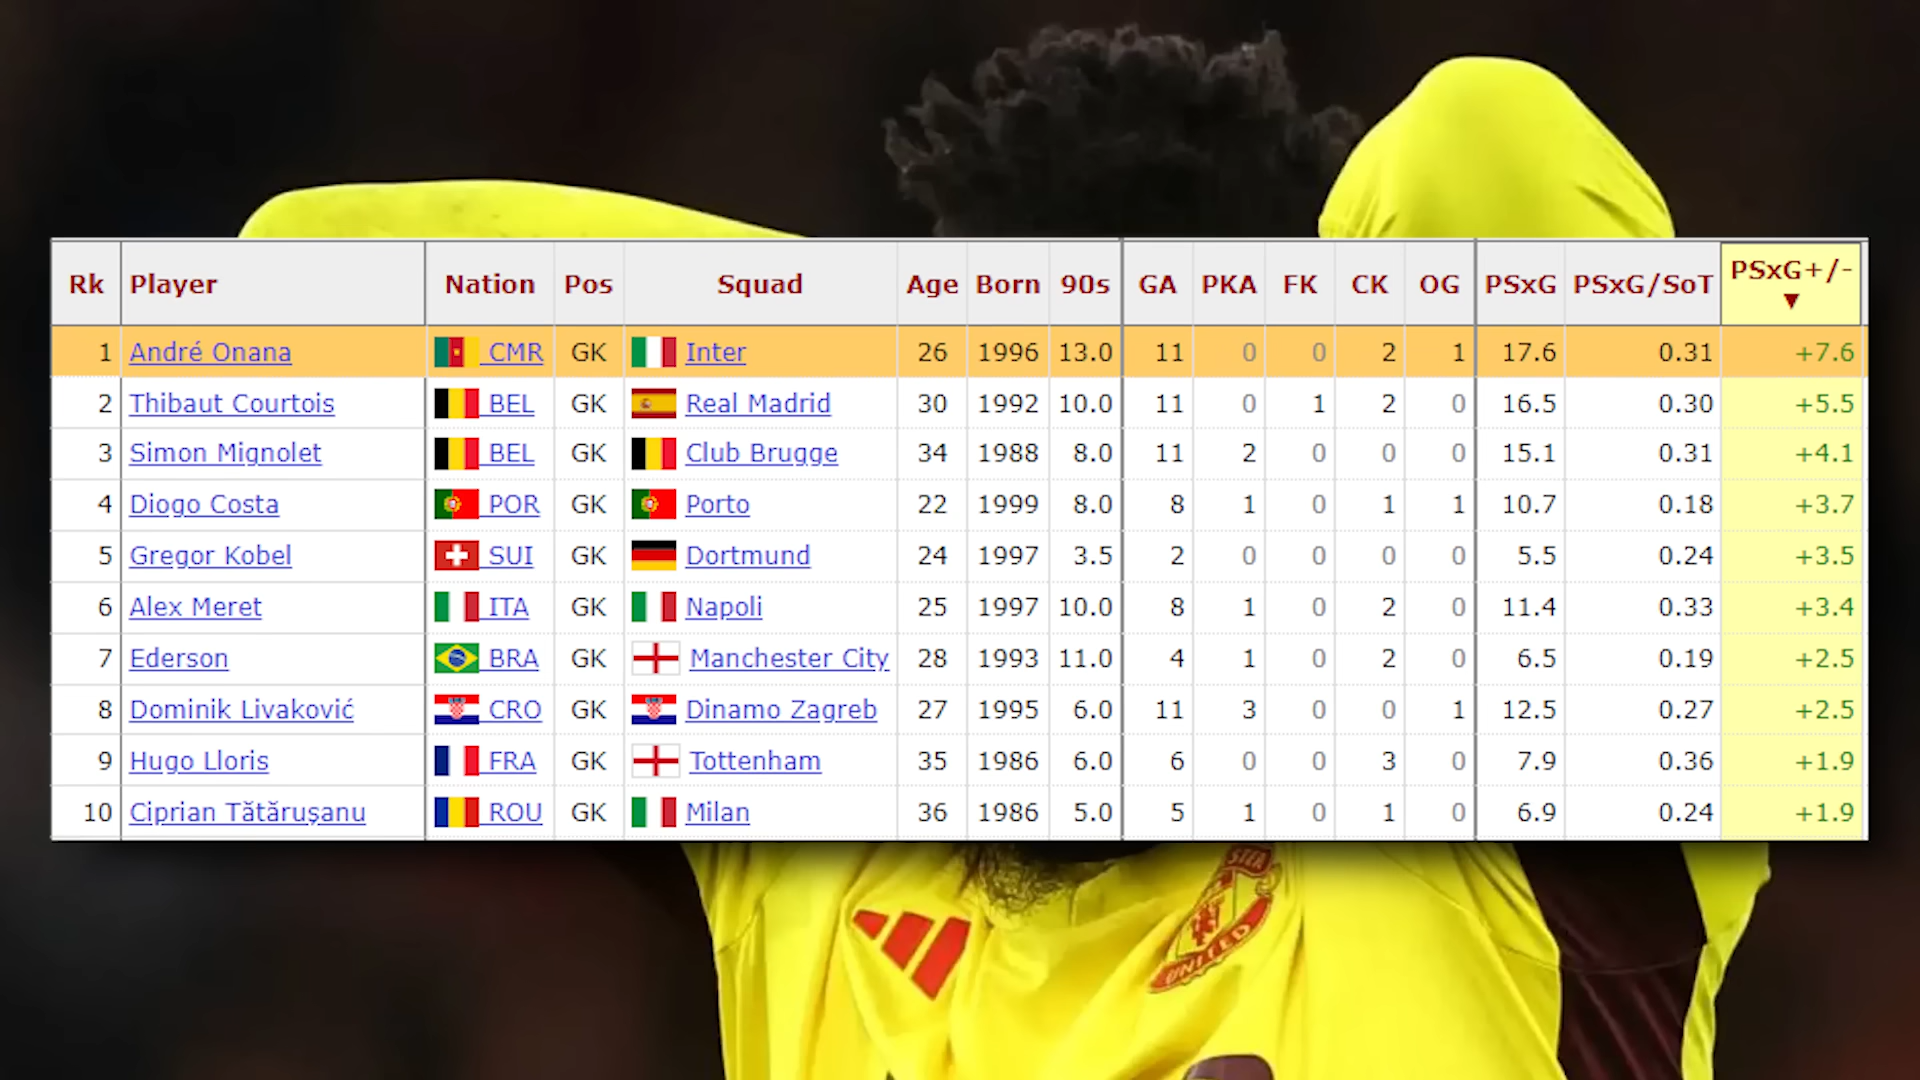 Rk Player Nation Pos Squad Age Born 90s GA PKA FK CK OG PSxG PSxG/SoT PSxG+/- ▼
1 André Onana CMR GK Inter 26 1996 13.0 11 0 0 2 1 17.6 0.31 +7.6
2 Thibaut Courtois BEL GK Real Madrid 30 1992 10.0 11 0 1 2 0 16.5 0.30 +5.5
3 Simon Mignolet BEL GK Club Brugge 34 1988 8.0 11 2 0 0 0 15.1 0.31 +4.1
4 Diogo Costa POR GK Porto 22 1999 8.0 8 1 0 1 1 10.7 0.18 +3.7
5 Gregor Kobel SUI GK Dortmund 24 1997 3.5 2 0 0 0 0 5.5 0.24 +3.5
6 Alex Meret ITA GK Napoli 25 1997 10.0 8 1 0 2 0 11.4 0.33 +3.4
7 Ederson BRA GK Manchester City 28 1993 11.0 4 1 0 2 0 6.5 0.19 +2.5
8 Dominik Livaković CRO GK Dinamo Zagreb 27 1995 6.0 11 3 0 0 1 12.5 0.27 +2.5
9 Hugo Lloris FRA GK Tottenham 35 1986 6.0 6 0 0 3 0 7.9 0.36 +1.9
10 Ciprian Tătărușanu ROU GK Milan 36 1986 5.0 5 1 0 1 0 6.9 0.24 +1.9
UNITED